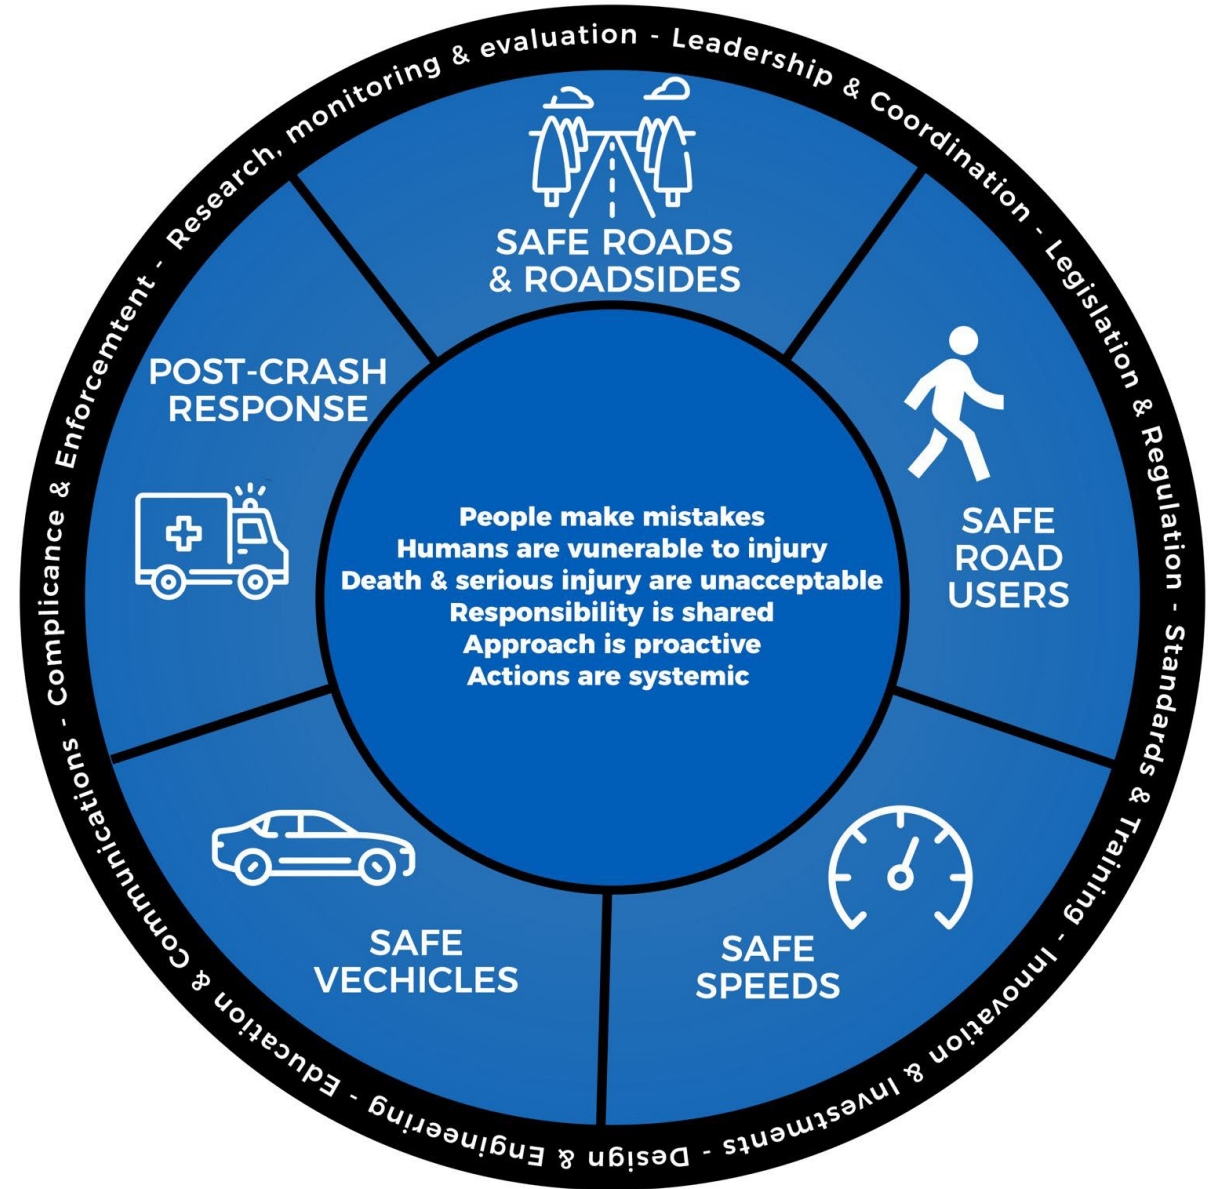 Research, monitoring & evaluation - Leadership & Coordination - Legislation & Regulation - Standards & Training - Innovation & Investments - Design & Engineering - Education & Communications - Complicance & Enforcemtent -
SAFE ROADS
& ROADSIDES
SAFE
ROAD
USERS
SAFE
SPEEDS
SAFE
VECHICLES
POST-CRASH
RESPONSE
People make mistakes
Humans are vunerable to injury
Death & serious injury are unacceptable
Responsibility is shared
Approach is proactive
Actions are systemic